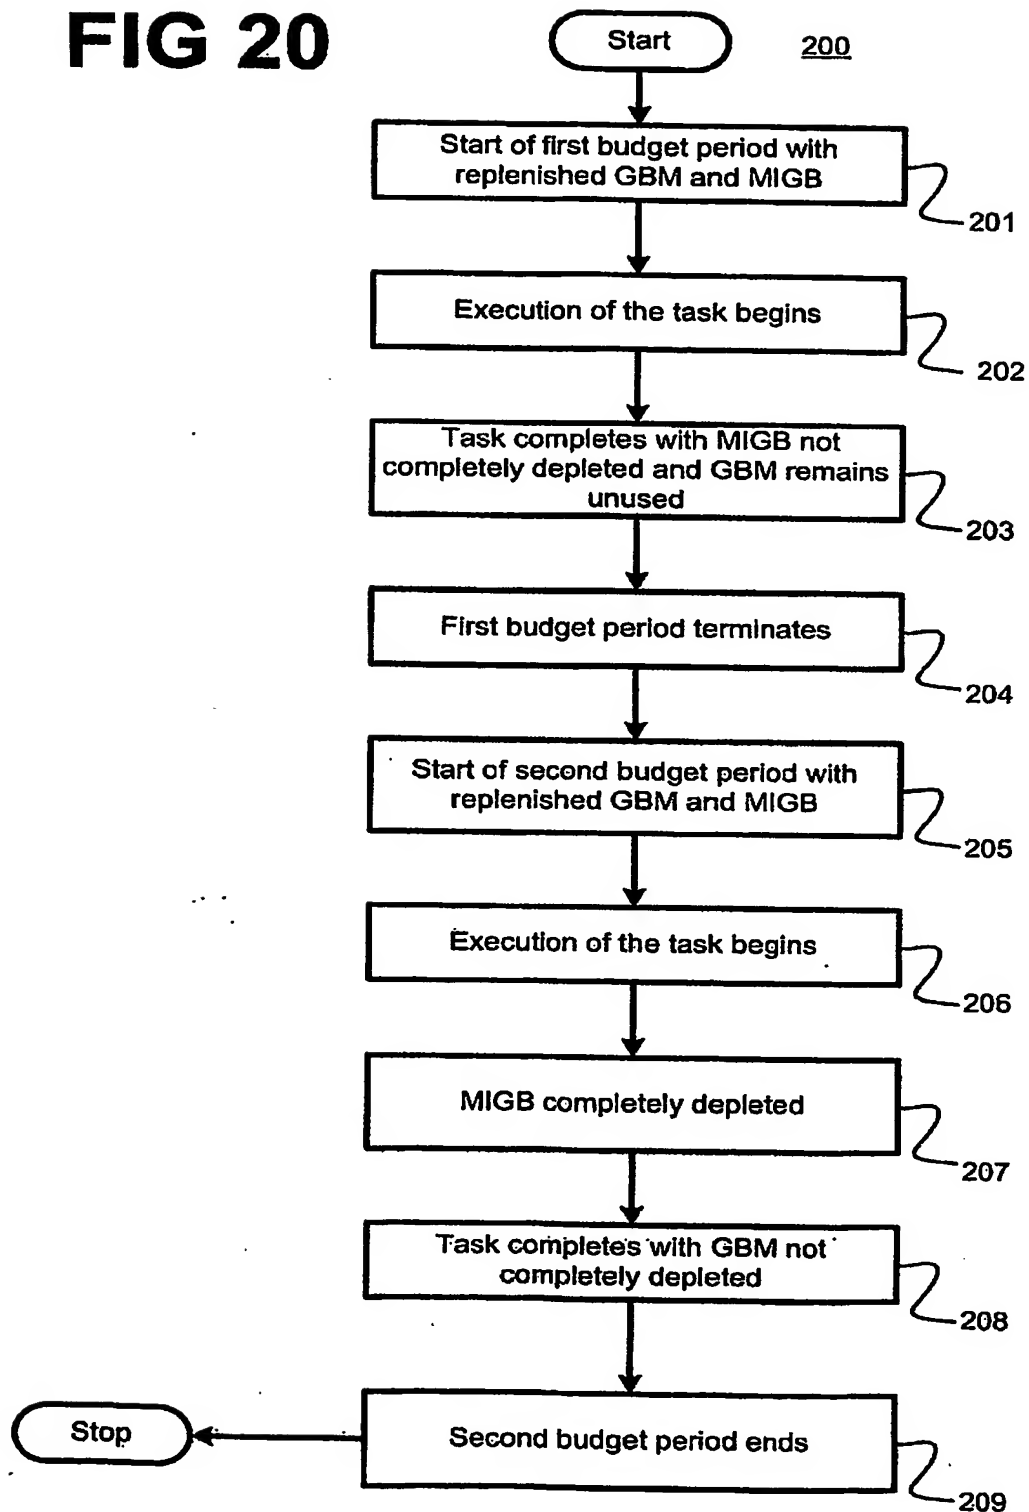 FIG 20
Start
200
Start of first budget period with
replenished GBM and MIGB
201
Execution of the task begins
202
Task completes with MIGB not
completely depleted and GBM remains
unused
203
First budget period terminates
204
Start of second budget period with
replenished GBM and MIGB
205
Execution of the task begins
206
MIGB completely depleted
207
Task completes with GBM not
completely depleted
208
Second budget period ends
209
Stop